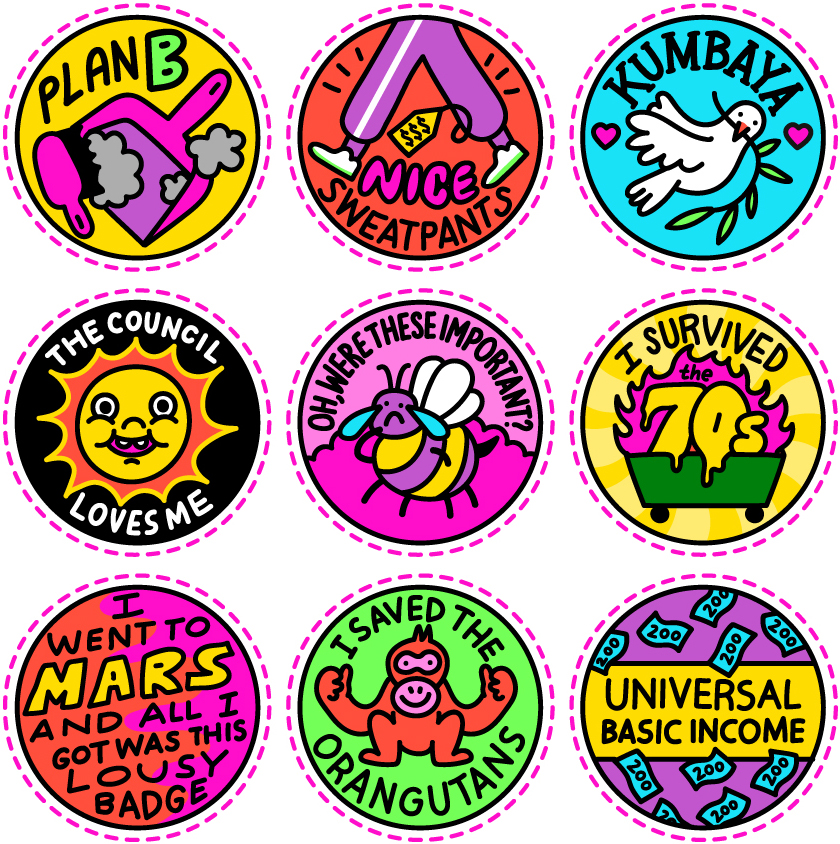 PLAN B
$$$
NICE
SWEATPANTS
KUMBAYA
THE COUNCIL
LOVES ME
OH, WERE THESE IMPORTANT?
I SURVIVED
the
70s
I
WENT TO
MARS
AND ALL I
GOT WAS THIS
LOUSY
BADGE
I SAVED THE
ORANGUTANS
200
200
200
200
200
UNIVERSAL
BASIC INCOME
200
200
200
200